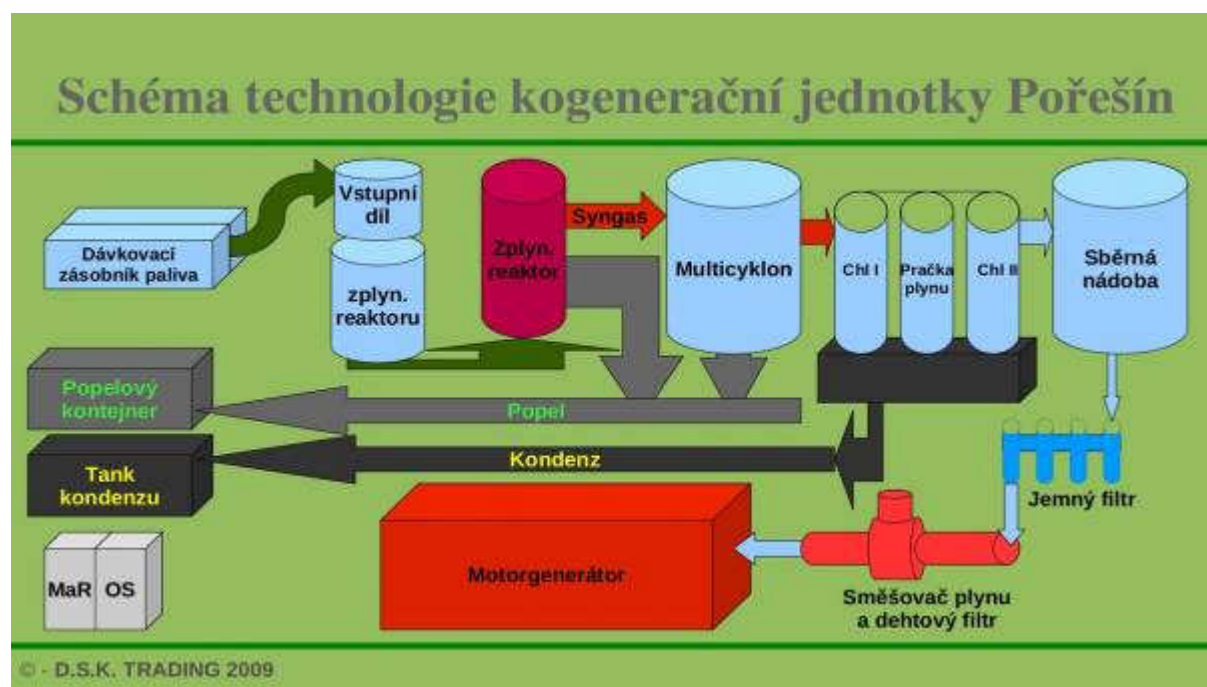 Schéma technologie kogenerační jednotky Pořešín
Dávkovací
zásobník paliva
Vstupní
díl
zplyn.
reaktoru
Zplyn.
reaktor
Syngas
Multicyklon
Chl I
Pračka
plynu
Chl II
Sběrná
nádoba
Popelový
kontejner
Popel
Tank
kondenzu
Kondenz
Jemný filtr
MaR
OS
Motorgenerátor
Směšovač plynu
a dehtový filtr
© - D.S.K. TRADING 2009